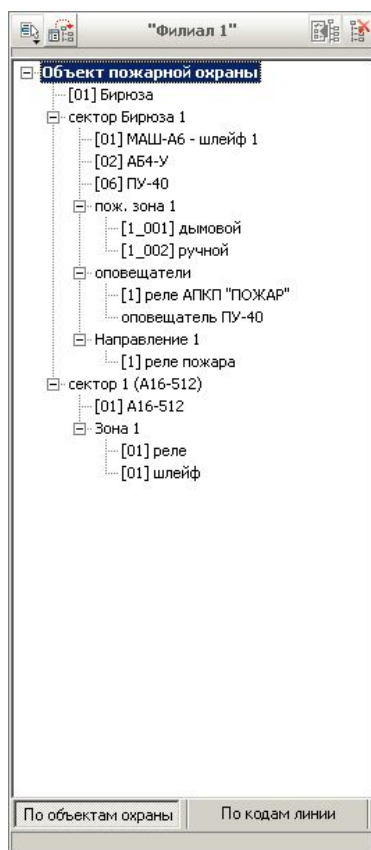 "Филиал 1"
Объект пожарной охраны
[01] Бирюза
сектор Бирюза 1
[01] МАШ-А6 - шлейф 1
[02] АБ4-У
[06] ПУ-40
пож. зона 1
[1_001] дымовой
[1_002] ручной
оповещатели
[1] реле АПКП "ПОЖАР"
оповещатель ПУ-40
Направление 1
[1] реле пожара
сектор 1 (А16-512)
[01] А16-512
Зона 1
[01] реле
[01] шлейф
По объектам охраны
По кодам линии